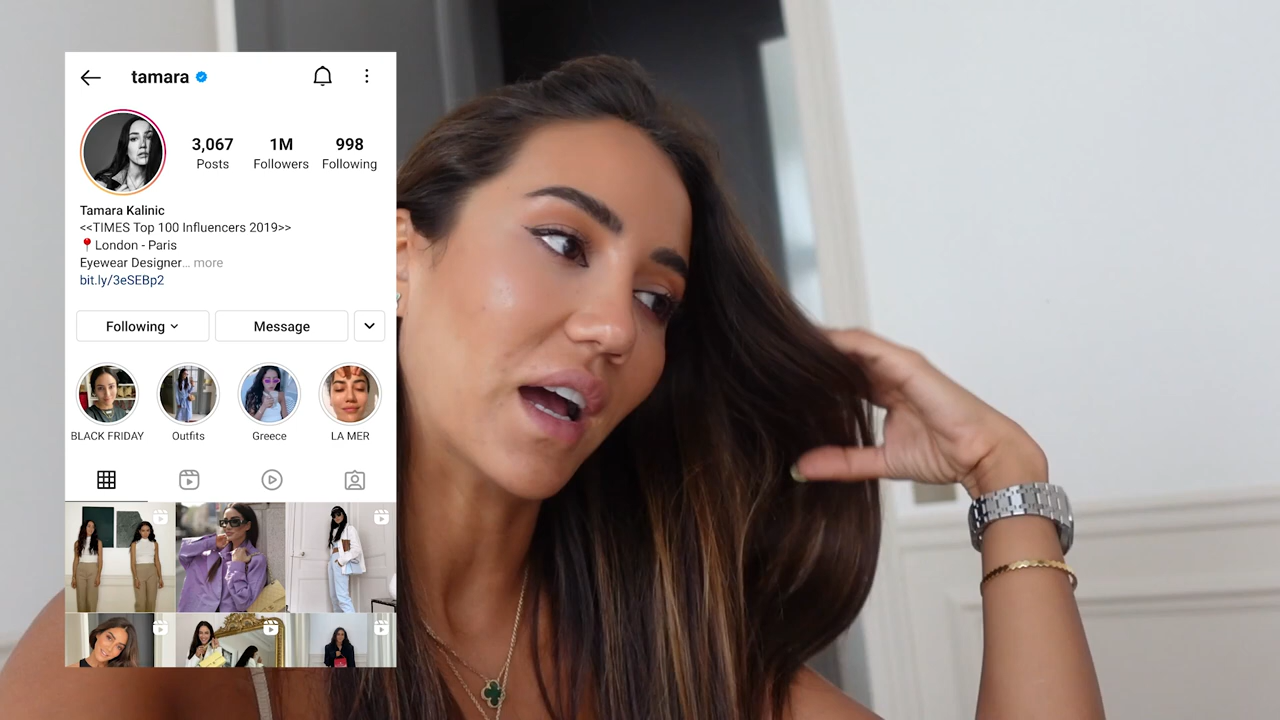 tamara
3,067 1M 998
Posts Followers Following
Tamara Kalinic
<<TIMES Top 100 Influencers 2019>>
London - Paris
Eyewear Designer... more
bit.ly/3eSEBp2
Following Message
BLACK FRIDAY Outfits Greece LA MER